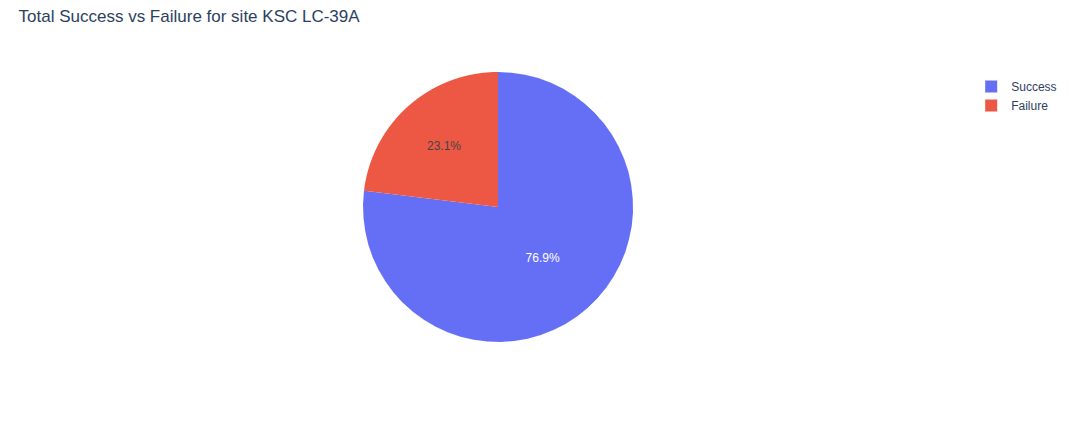 Total Success vs Failure for site KSC LC-39A
Success
Failure
23.1%
76.9%